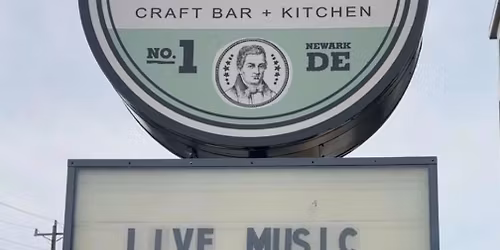 CRAFT BAR + KITCHEN
NO. 1
NEWARK
DE
LIVE MUSIC